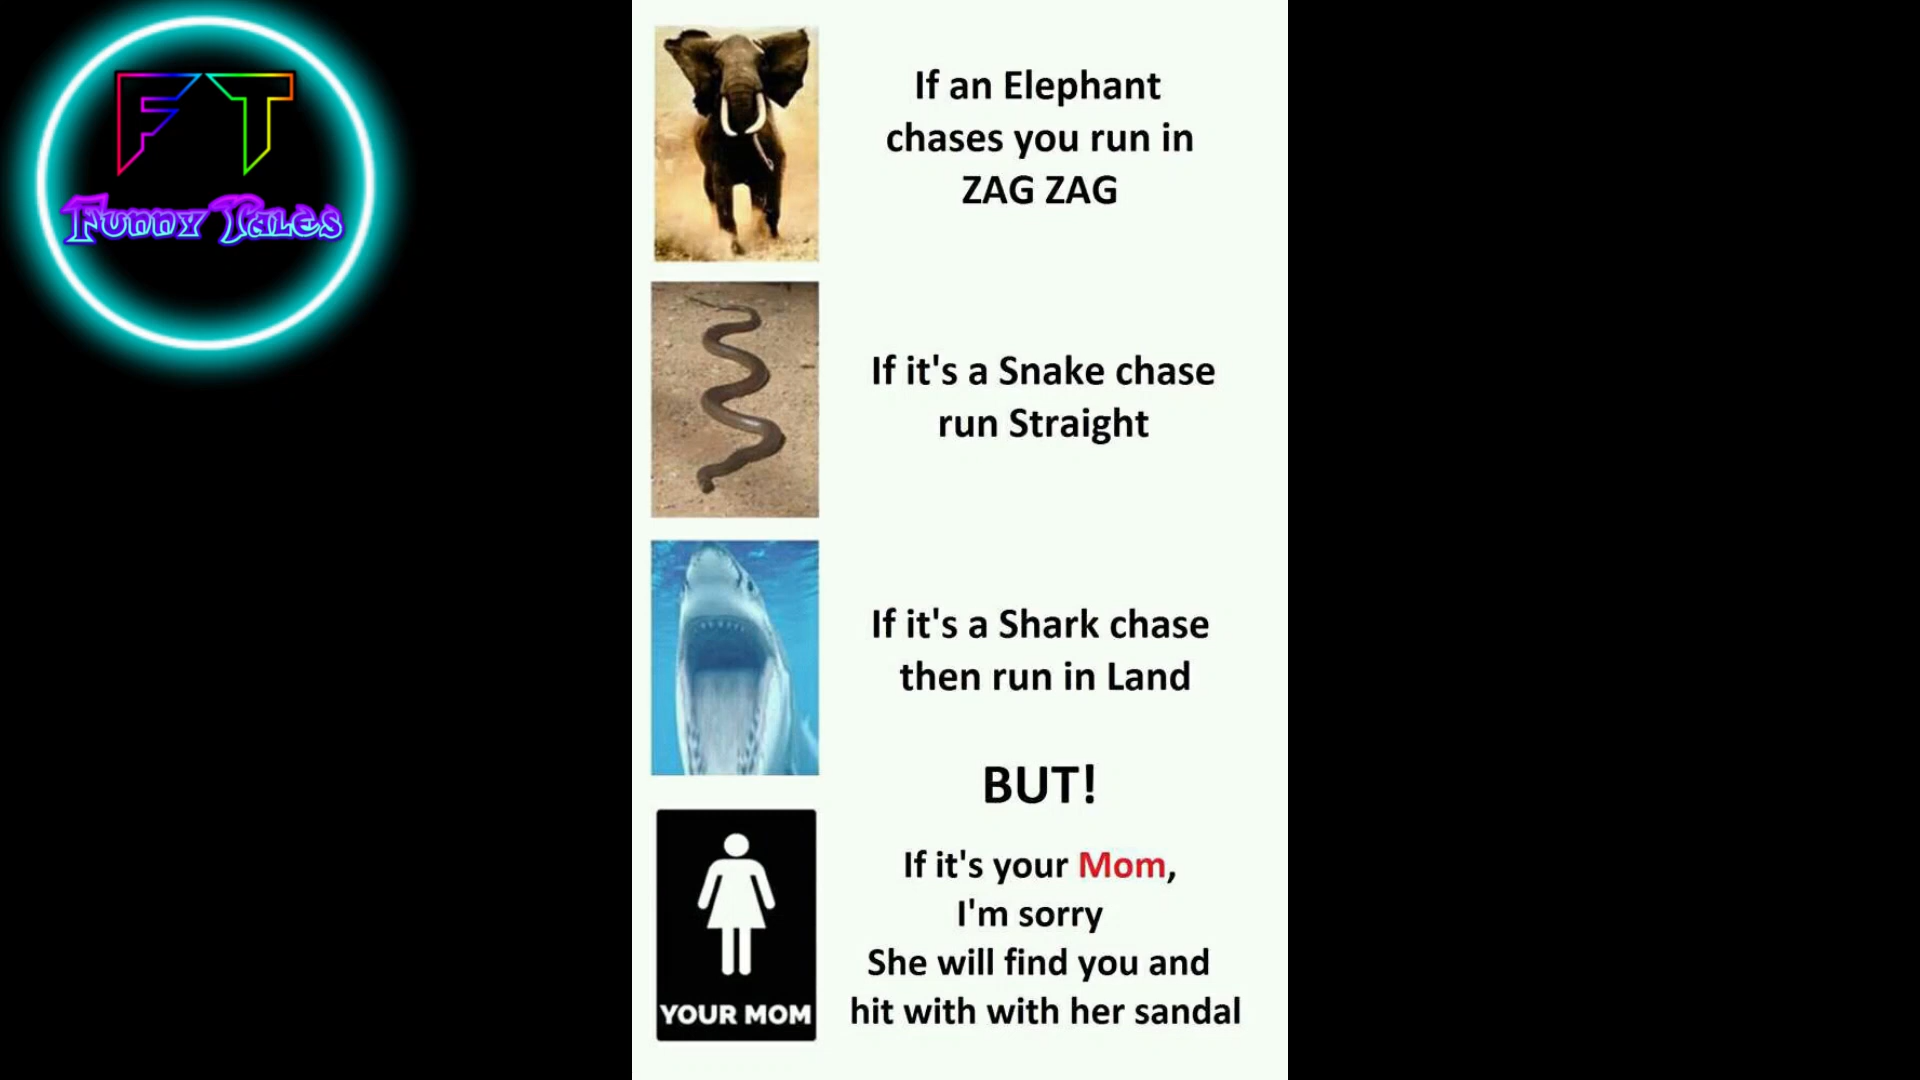 FT
Funny Tales
If an Elephant
chases you run in
ZAG ZAG
If it's a Snake chase
run Straight
If it's a Shark chase
then run in Land
BUT!
If it's your Mom,
I'm sorry
She will find you and
hit with with her sandal
YOUR MOM